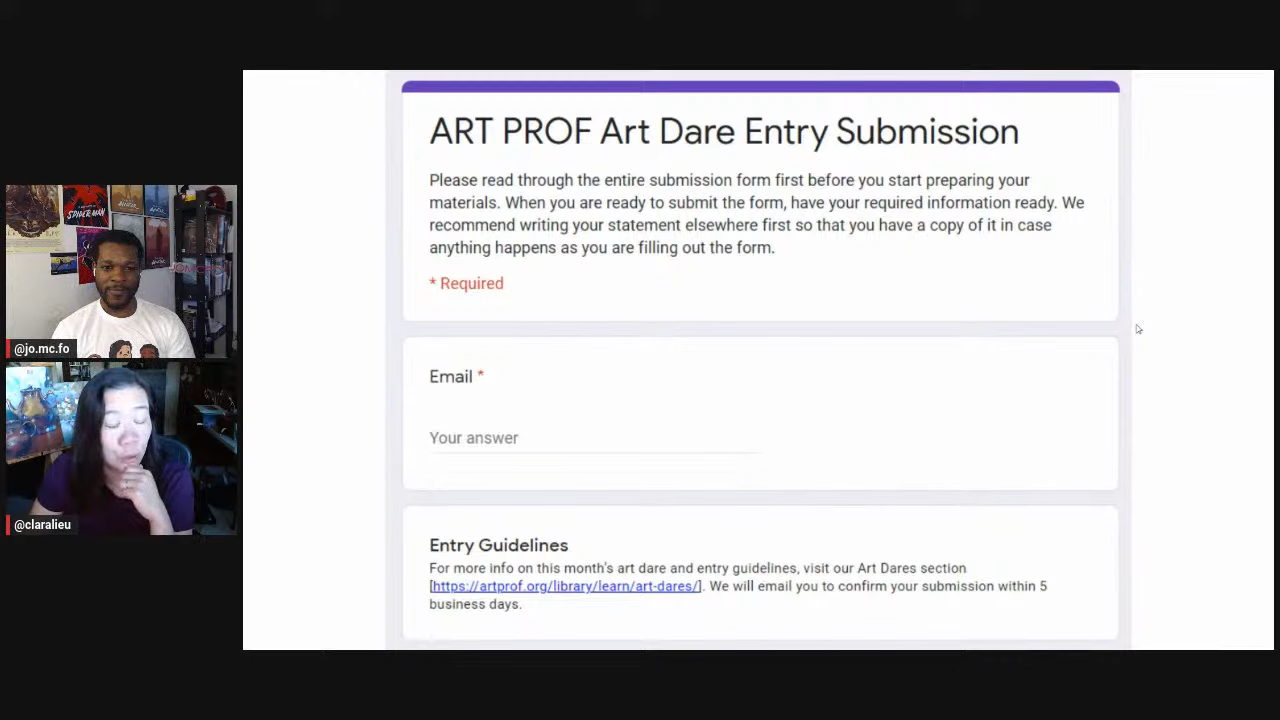 ART PROF Art Dare Entry Submission
Please read through the entire submission form first before you start preparing your
materials. When you are ready to submit the form, have your required information ready. We
recommend writing your statement elsewhere first so that you have a copy of it in case
anything happens as you are filling out the form.
* Required
Email *
Your answer
Entry Guidelines
For more info on this month's art dare and entry guidelines, visit our Art Dares section
[https://artprof.org/library/learn/art-dares/]. We will email you to confirm your submission within 5
business days.
SPIDER-MAN
@jo.mc.fo
@claralieu